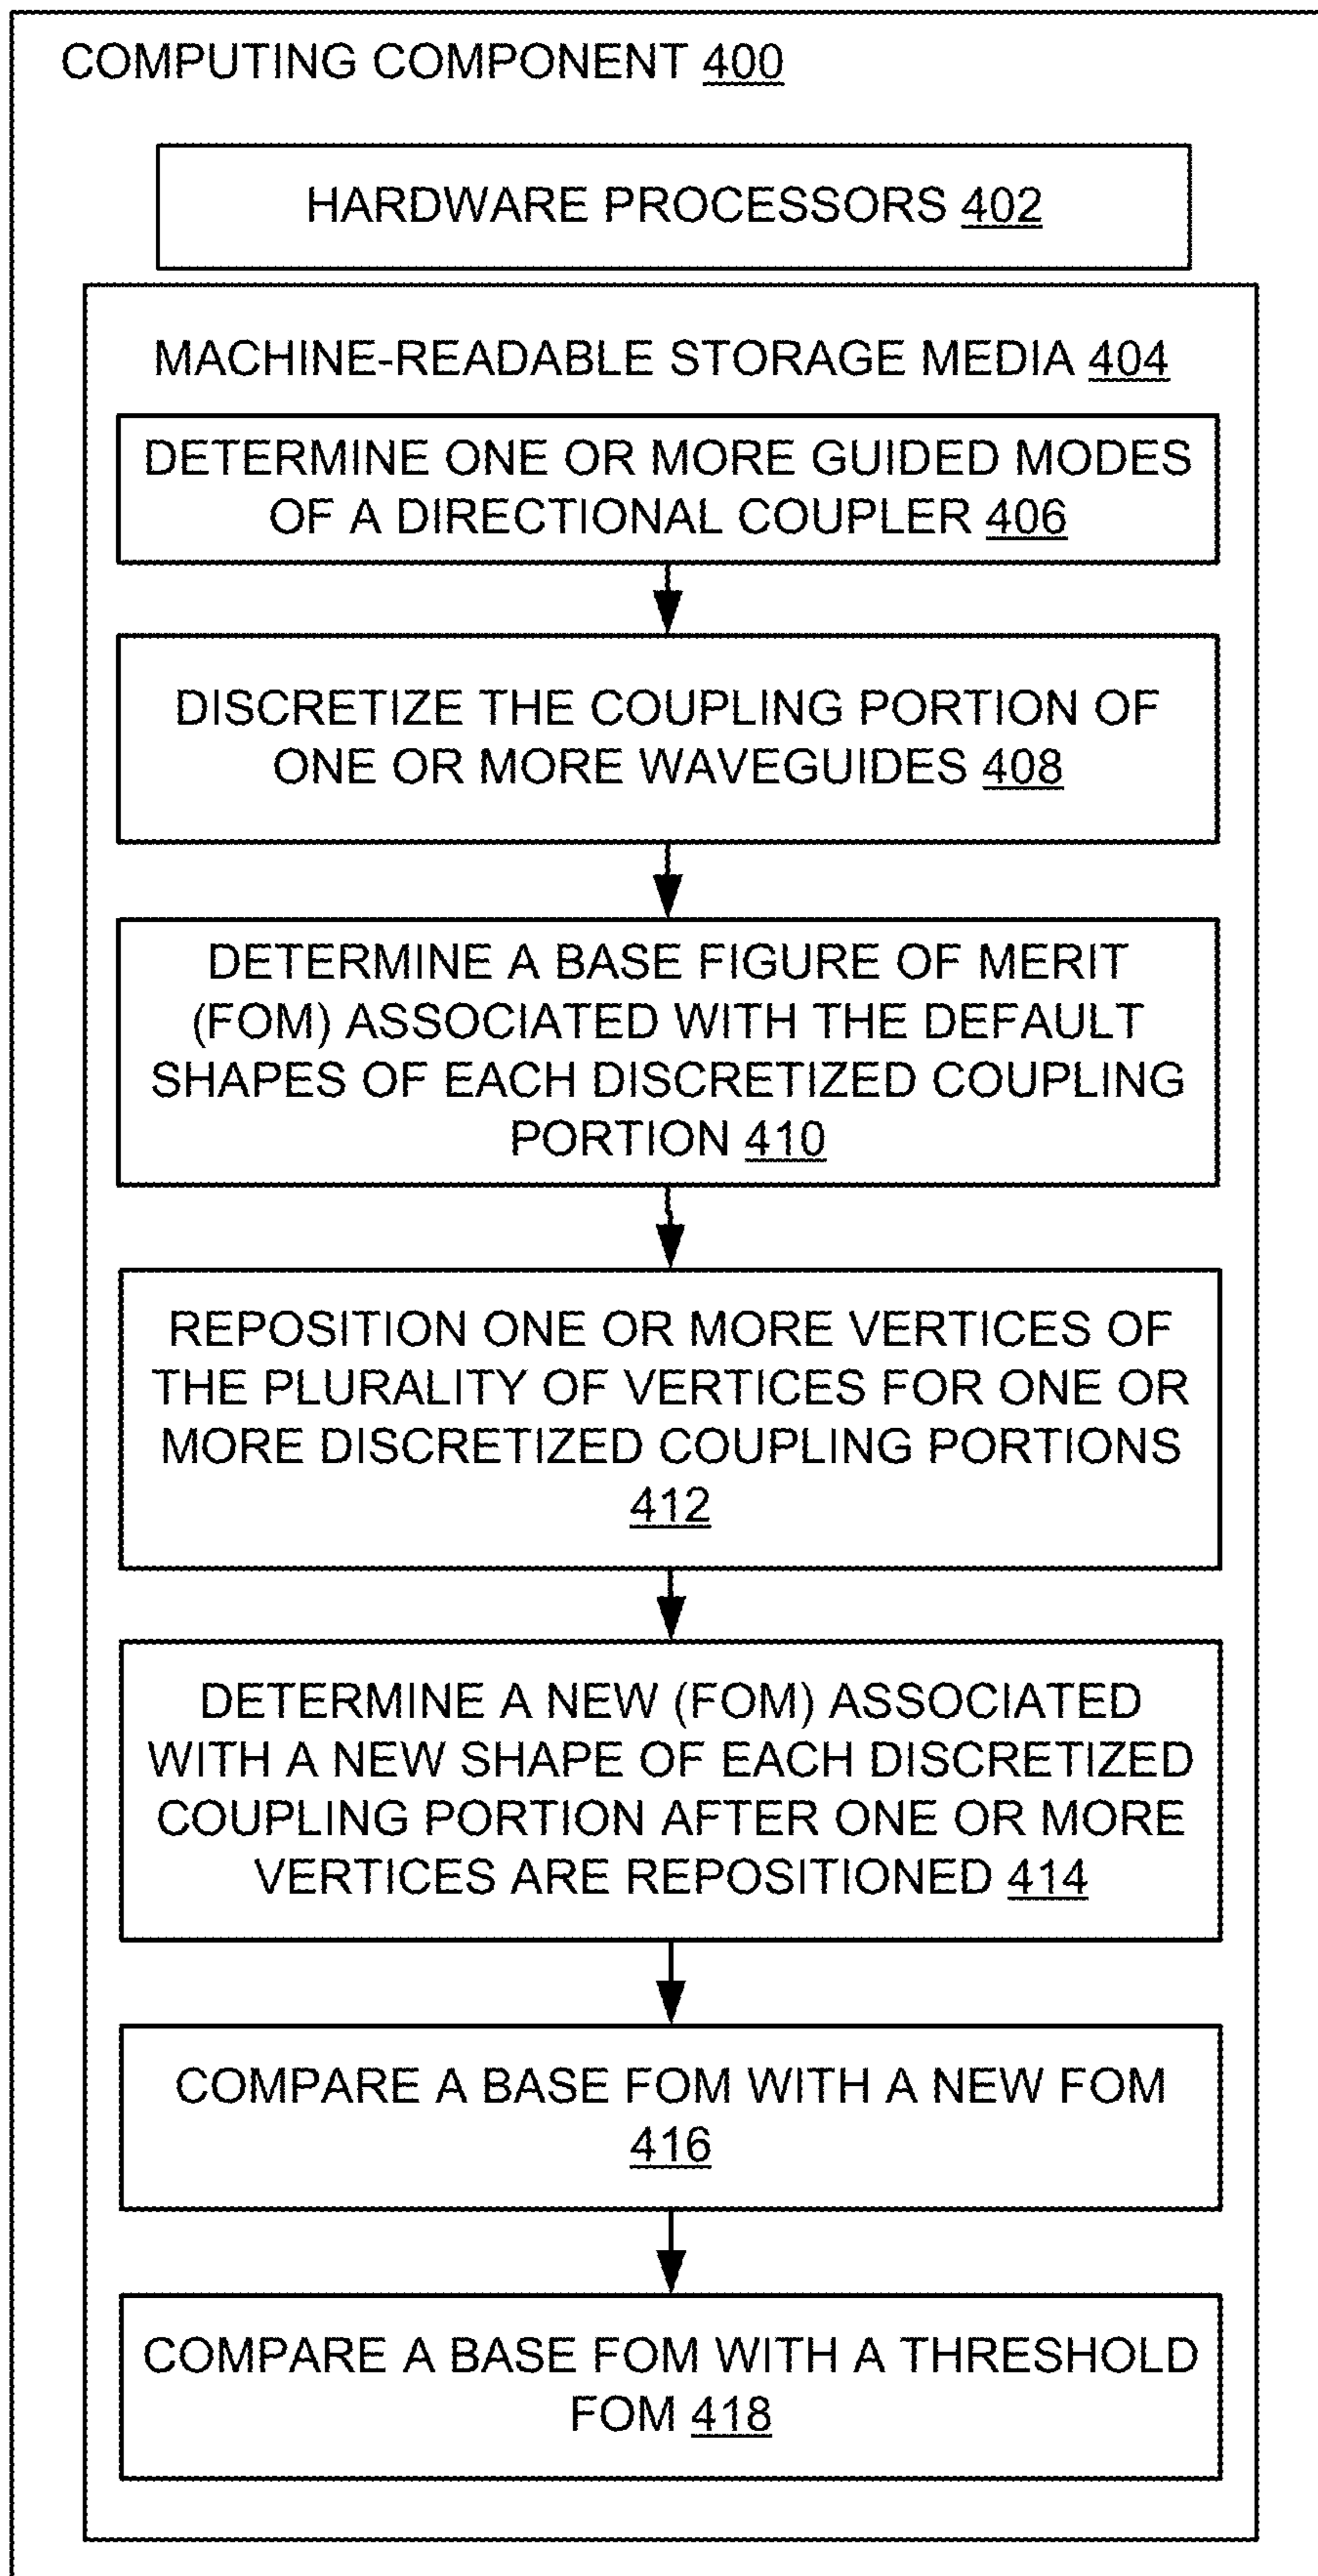 COMPUTING COMPONENT 400
HARDWARE PROCESSORS 402
MACHINE-READABLE STORAGE MEDIA 404
DETERMINE ONE OR MORE GUIDED MODES
OF A DIRECTIONAL COUPLER 406
DISCRETIZE THE COUPLING PORTION OF
ONE OR MORE WAVEGUIDES 408
DETERMINE A BASE FIGURE OF MERIT
(FOM) ASSOCIATED WITH THE DEFAULT
SHAPES OF EACH DISCRETIZED COUPLING
PORTION 410
REPOSITION ONE OR MORE VERTICES OF
THE PLURALITY OF VERTICES FOR ONE OR
MORE DISCRETIZED COUPLING PORTIONS
412
DETERMINE A NEW (FOM) ASSOCIATED
WITH A NEW SHAPE OF EACH DISCRETIZED
COUPLING PORTION AFTER ONE OR MORE
VERTICES ARE REPOSITIONED 414
COMPARE A BASE FOM WITH A NEW FOM
416
COMPARE A BASE FOM WITH A THRESHOLD
FOM 418